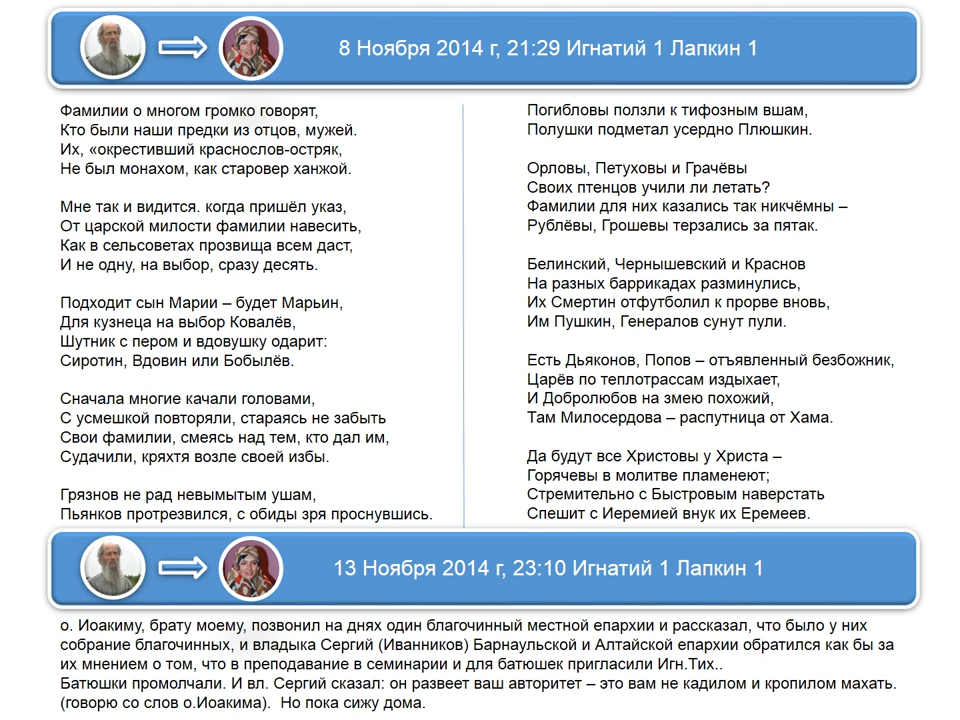 8 Ноября 2014 г, 21:29 Игнатий 1 Лапкин 1
Фамилии о многом громко говорят,
Кто были наши предки из отцов, мужей.
Их, «окрестивший краснослов-остряк,
Не был монахом, как старовер ханжой.
Мне так и видится. когда пришёл указ,
От царской милости фамилии навесить,
Как в сельсоветах прозвища всем даст,
И не одну, на выбор, сразу десять.
Подходит сын Марии – будет Марьин,
Для кузнеца на выбор Ковалёв,
Шутник с пером и вдовушку одарит:
Сиротин, Вдовин или Бобылёв.
Сначала многие качали головами,
С усмешкой повторяли, стараясь не забыть
Свои фамилии, смеясь над тем, кто дал им,
Судачили, кряхтя возле своей избы.
Грязнов не рад невымытым ушам,
Пьянков протрезвился, с обиды зря проснувшись.
Погибловы ползли к тифозным вшам,
Полушки подметал усердно Плюшкин.
Орловы, Петуховы и Грачёвы
Своих птенцов учили ли летать?
Фамилии для них казались так никчёмны –
Рублёвы, Грошевы терзались за пятак.
Белинский, Чернышевский и Краснов
На разных баррикадах разминулись,
Их Смертин отфутболил к прорве вновь,
Им Пушкин, Генералов сунут пули.
Есть Дьяконов, Попов – отъявленный безбожник,
Царёв по теплотрассам издыхает,
И Добролюбов на змею похожий,
Там Милосердова – распутница от Хама.
Да будут все Христовы у Христа –
Горячевы в молитве пламенеют;
Стремительно с Быстровым наверстать
Спешит с Иеремией внук их Еремеев.
13 Ноября 2014 г, 23:10 Игнатий 1 Лапкин 1
о. Иоакиму, брату моему, позвонил на днях один благочинный местной епархии и рассказал, что было у них
собрание благочинных, и владыка Сергий (Иванников) Барнаульской и Алтайской епархии обратился как бы за
их мнением о том, что в преподавание в семинарии и для батюшек пригласили Игн.Тих..
Батюшки промолчали. И вл. Сергий сказал: он развеет ваш авторитет – это вам не кадилом и кропилом махать.
(говорю со слов о.Иоакима). Но пока сижу дома.